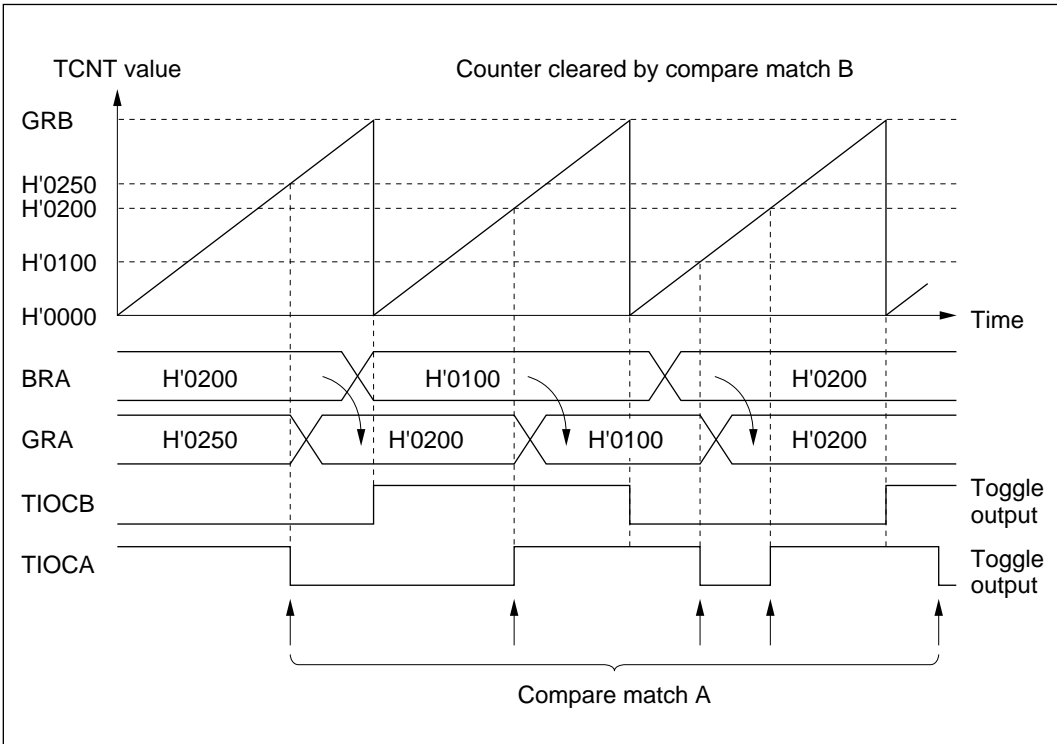 TCNT value
Counter cleared by compare match B
GRB
H'0250
H'0200
H'0100
H'0000
Time
BRA
H'0200
H'0100
H'0200
GRA
H'0250
H'0200
H'0100
H'0200
TIOCB
Toggle
output
TIOCA
Toggle
output
Compare match A